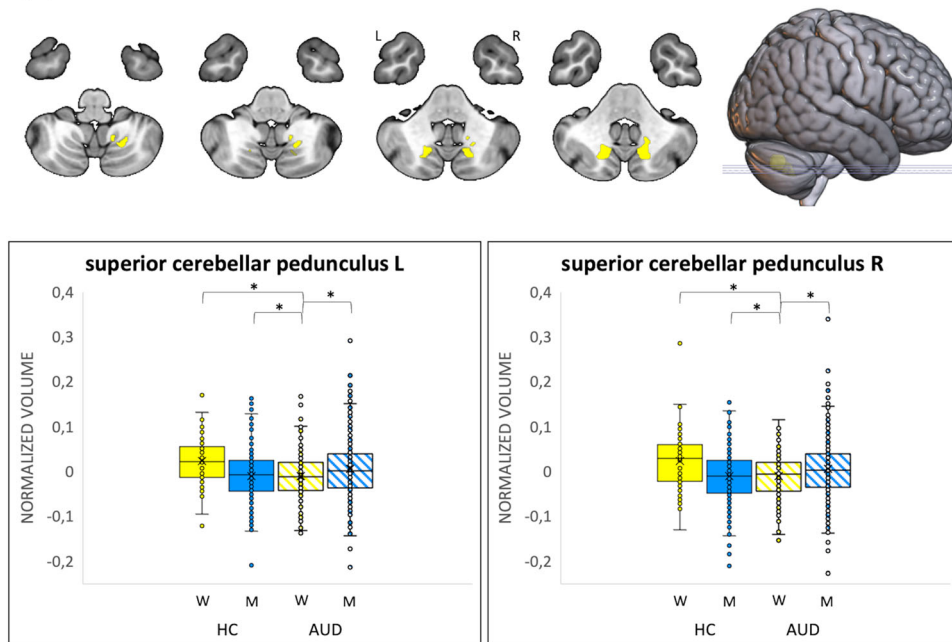 L R
superior cerebellar pedunculus L
* * *
NORMALIZED VOLUME
0,4
0,3
0,2
0,1
0
-0,1
-0,2
W M W M
HC AUD
superior cerebellar pedunculus R
* * *
NORMALIZED VOLUME
0,4
0,3
0,2
0,1
0
-0,1
-0,2
W M W M
HC AUD